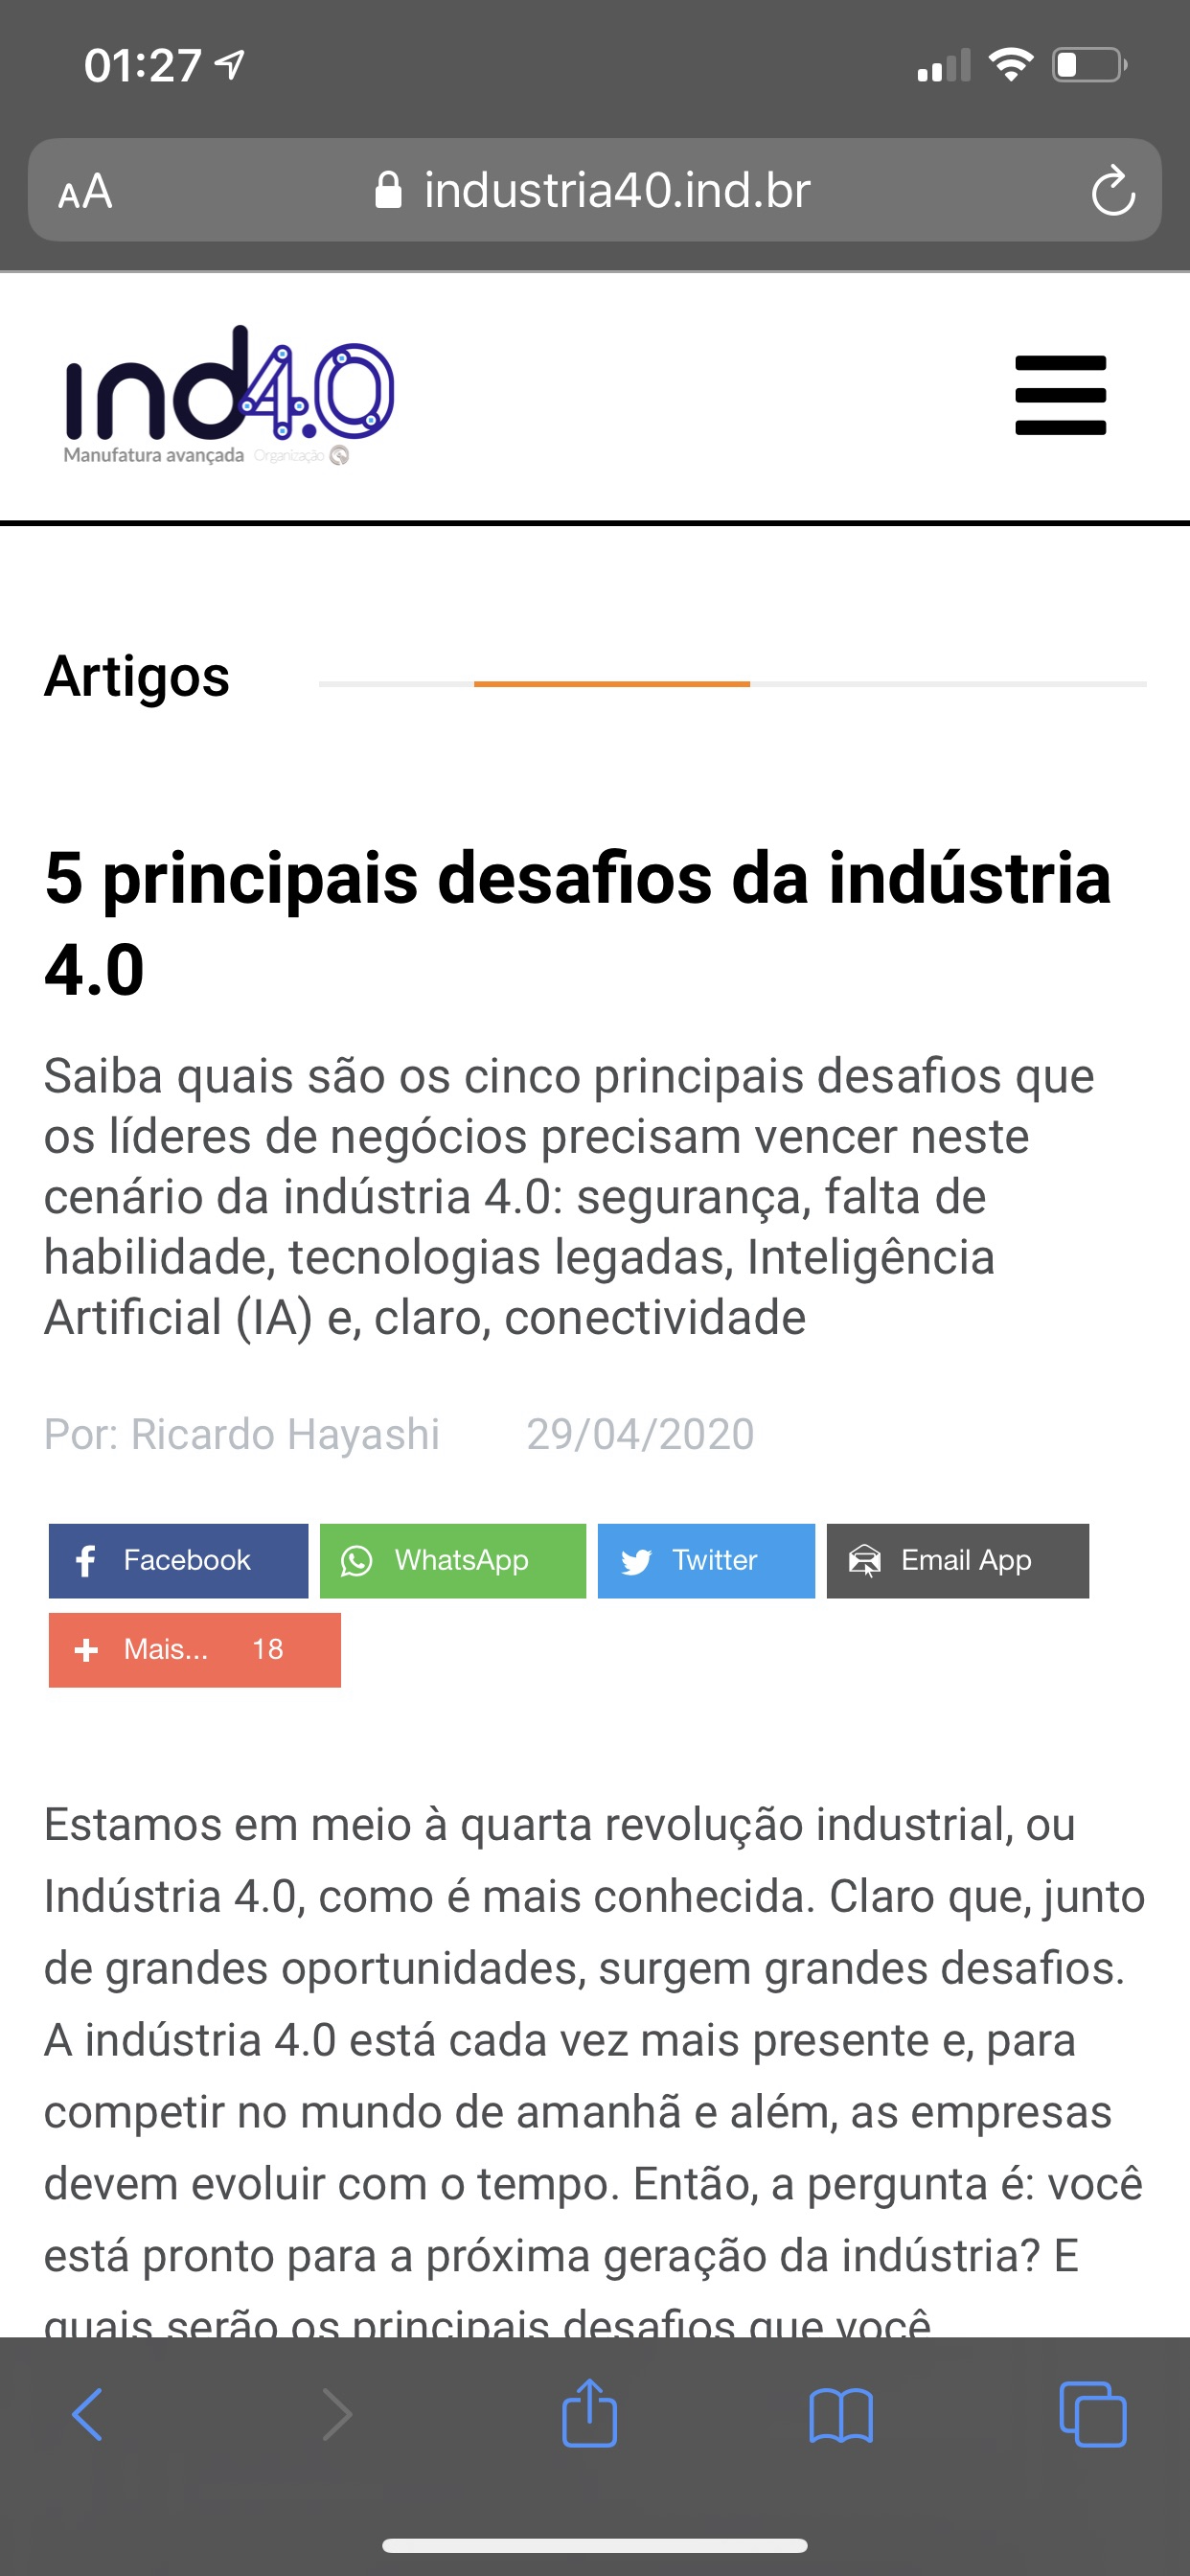 01:27
AA industria40.ind.br
ind4.0
Manufatura avançada Organização
Artigos
5 principais desafios da indústria
4.0
Saiba quais são os cinco principais desafios que
os líderes de negócios precisam vencer neste
cenário da indústria 4.0: segurança, falta de
habilidade, tecnologias legadas, Inteligência
Artificial (IA) e, claro, conectividade
Por: Ricardo Hayashi 29/04/2020
Facebook WhatsApp Twitter Email App
Mais... 18
Estamos em meio à quarta revolução industrial, ou
Indústria 4.0, como é mais conhecida. Claro que, junto
de grandes oportunidades, surgem grandes desafios.
A indústria 4.0 está cada vez mais presente e, para
competir no mundo de amanhã e além, as empresas
devem evoluir com o tempo. Então, a pergunta é: você
está pronto para a próxima geração da indústria? E
quais serão os principais desafios que você